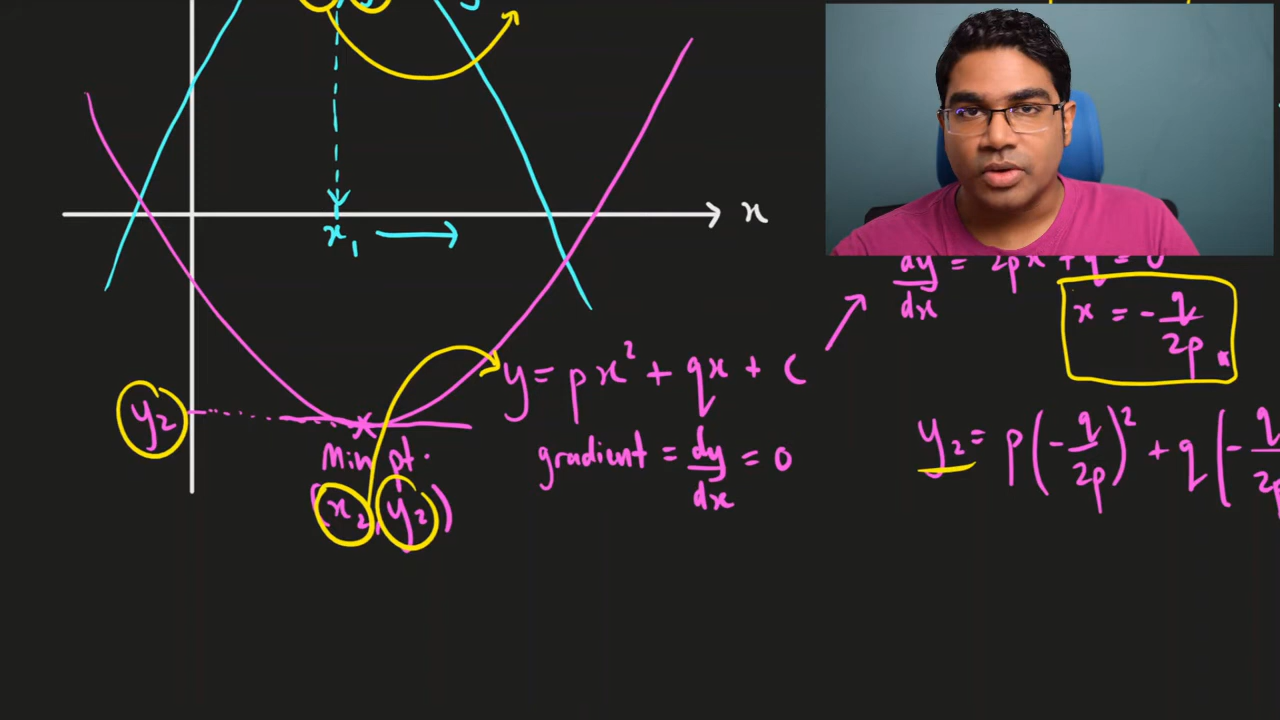 x
x₁
dy/dx = 2px + q = 0
x = -q/2p
y = px² + qx + c
y₂
Min pt.
(x₂, y₂)
gradient = dy/dx = 0
y₂ = p(-q/2p)² + q(-q/2p